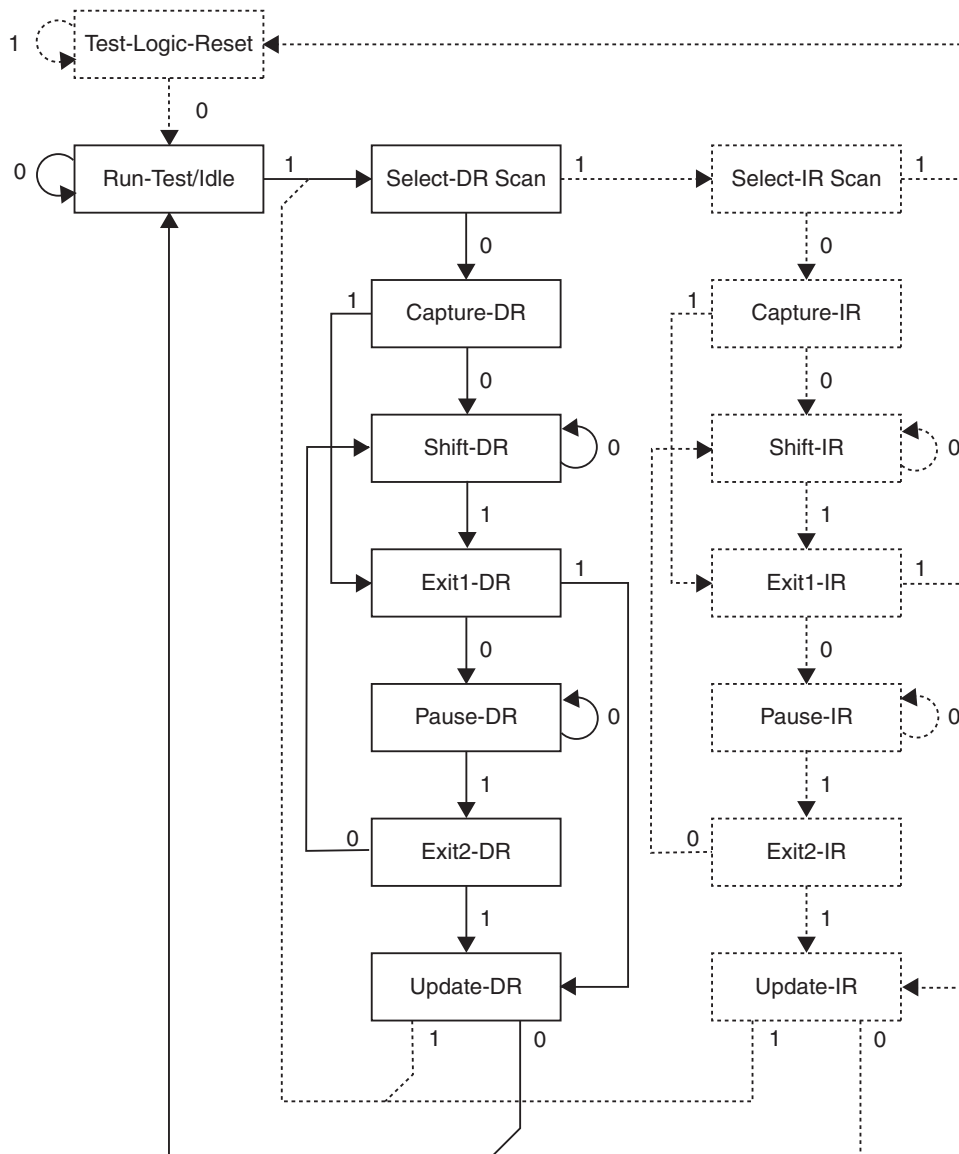 1
Test-Logic-Reset
0
0
Run-Test/Idle
1
Select-DR Scan
1
Select-IR Scan
1
0
0
1
Capture-DR
1
Capture-IR
0
0
Shift-DR
0
Shift-IR
0
1
1
Exit1-DR
1
Exit1-IR
1
0
0
Pause-DR
0
Pause-IR
0
1
1
0
Exit2-DR
0
Exit2-IR
1
1
Update-DR
Update-IR
1
0
1
0